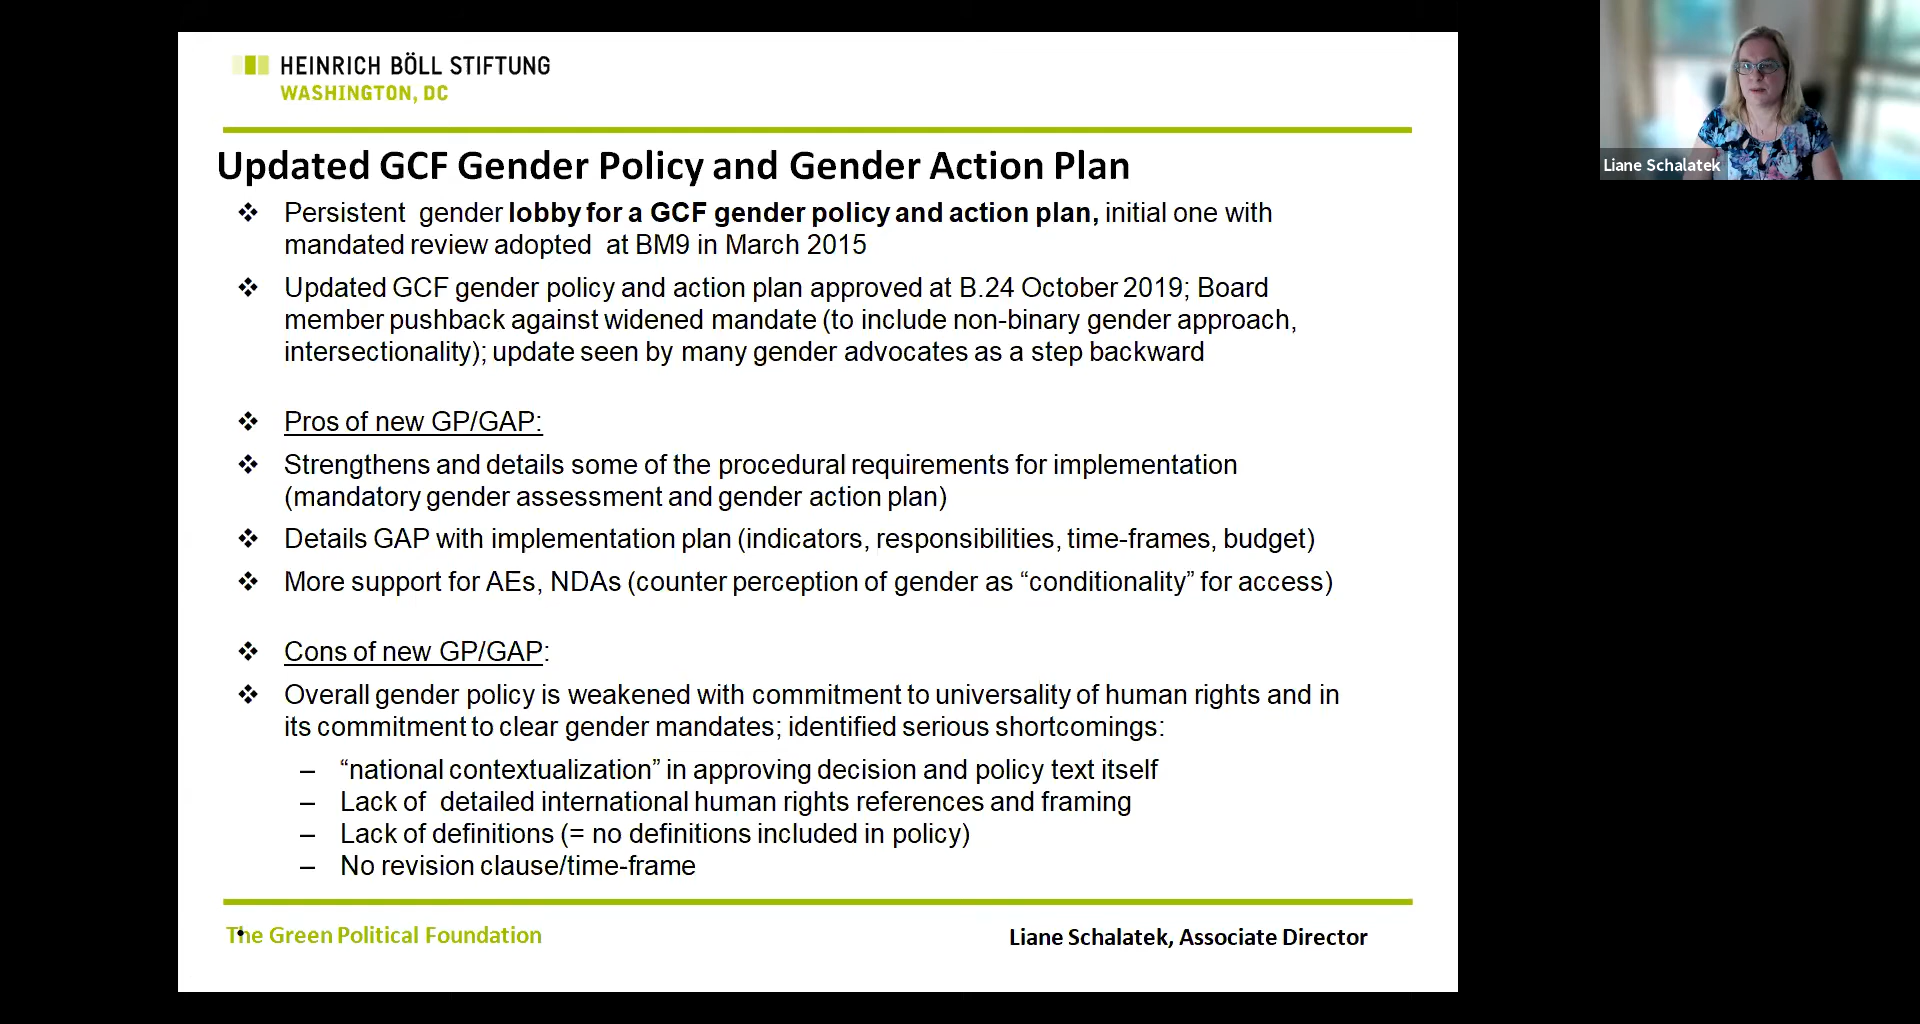 HEINRICH BÖLL STIFTUNG
WASHINGTON, DC
Updated GCF Gender Policy and Gender Action Plan
❖ Persistent gender lobby for a GCF gender policy and action plan, initial one with
mandated review adopted at BM9 in March 2015
❖ Updated GCF gender policy and action plan approved at B.24 October 2019; Board
member pushback against widened mandate (to include non-binary gender approach,
intersectionality); update seen by many gender advocates as a step backward
❖ Pros of new GP/GAP:
❖ Strengthens and details some of the procedural requirements for implementation
(mandatory gender assessment and gender action plan)
❖ Details GAP with implementation plan (indicators, responsibilities, time-frames, budget)
❖ More support for AEs, NDAs (counter perception of gender as “conditionality” for access)
❖ Cons of new GP/GAP:
❖ Overall gender policy is weakened with commitment to universality of human rights and in
its commitment to clear gender mandates; identified serious shortcomings:
– “national contextualization” in approving decision and policy text itself
– Lack of detailed international human rights references and framing
– Lack of definitions (= no definitions included in policy)
– No revision clause/time-frame
The Green Political Foundation
Liane Schalatek, Associate Director
Liane Schalatek